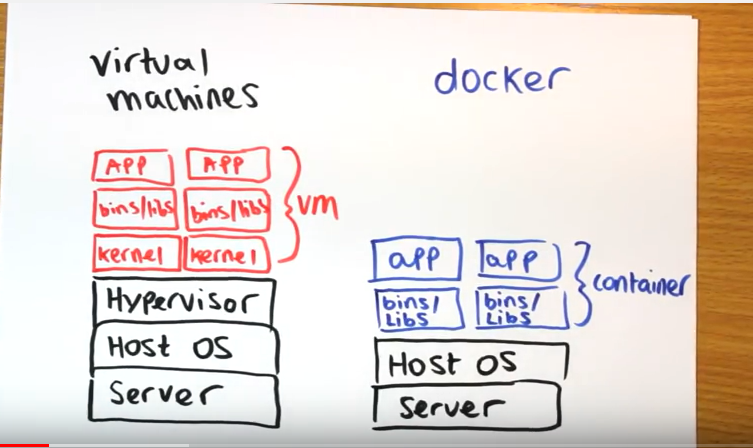 virtual
machines
APP APP
bins/libs bins/libs
kernel kernel
} vm
Hypervisor
Host OS
Server
docker
app app
bins/ bins/
Libs Libs
} container
Host OS
Server